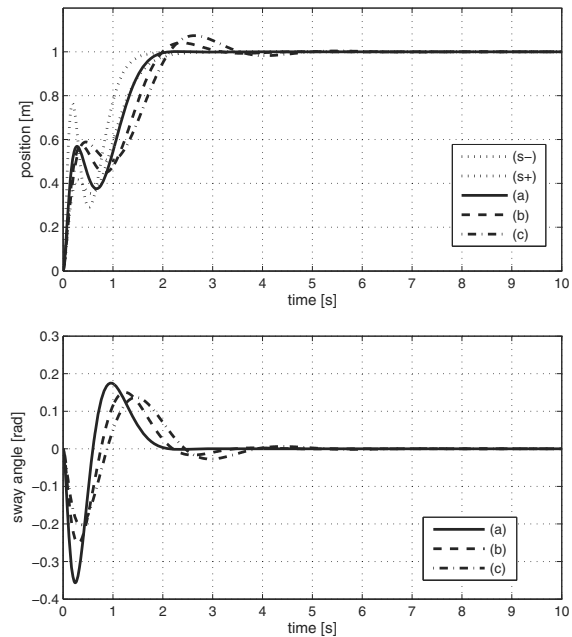 1
0.8
0.6
0.4
0.2
0
position [m]
(s−)
(s+)
(a)
(b)
(c)
0 1 2 3 4 5 6 7 8 9 10
time [s]
0.3
0.2
0.1
0
−0.1
−0.2
−0.3
−0.4
sway angle [rad]
(a)
(b)
(c)
0 1 2 3 4 5 6 7 8 9 10
time [s]